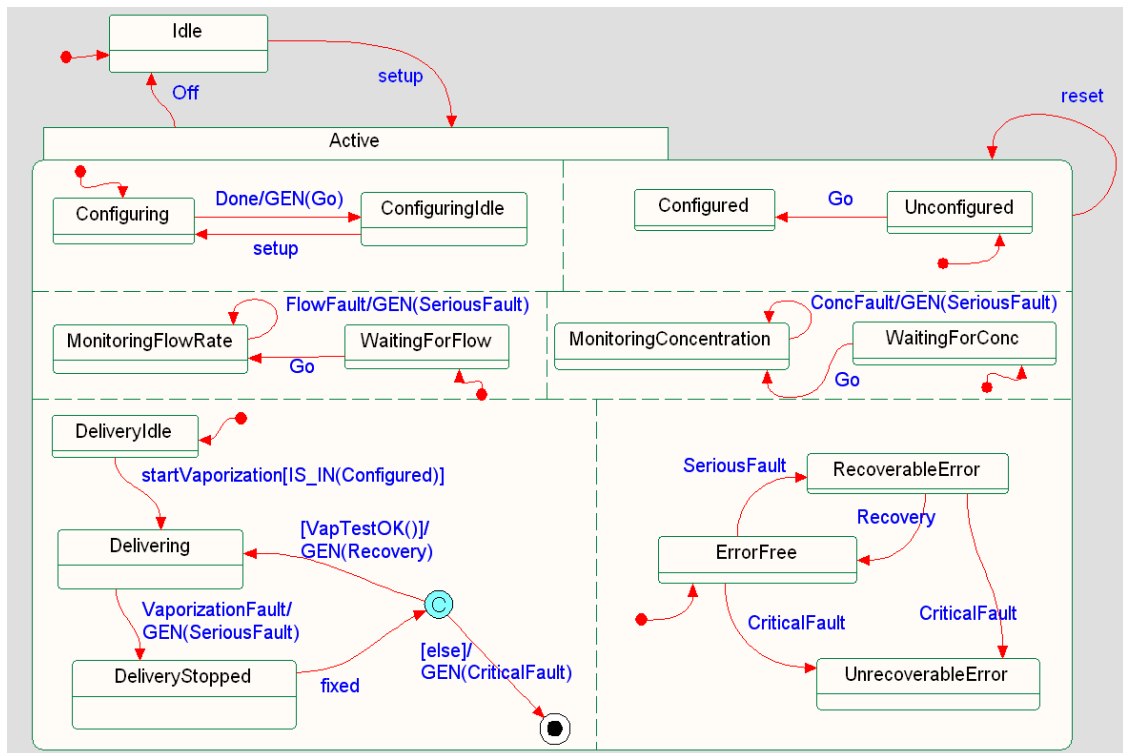 Idle
setup
Off
reset
Active
Configuring
Done/GEN(Go)
ConfiguringIdle
setup
Configured
Go
Unconfigured
FlowFault/GEN(SeriousFault)
MonitoringFlowRate
WaitingForFlow
Go
ConcFault/GEN(SeriousFault)
MonitoringConcentration
WaitingForConc
Go
DeliveryIdle
startVaporization[IS_IN(Configured)]
Delivering
[VapTestOK()]/
GEN(Recovery)
C
VaporizationFault/
GEN(SeriousFault)
[else]/
GEN(CriticalFault)
DeliveryStopped
fixed
SeriousFault
RecoverableError
Recovery
ErrorFree
CriticalFault
CriticalFault
UnrecoverableError